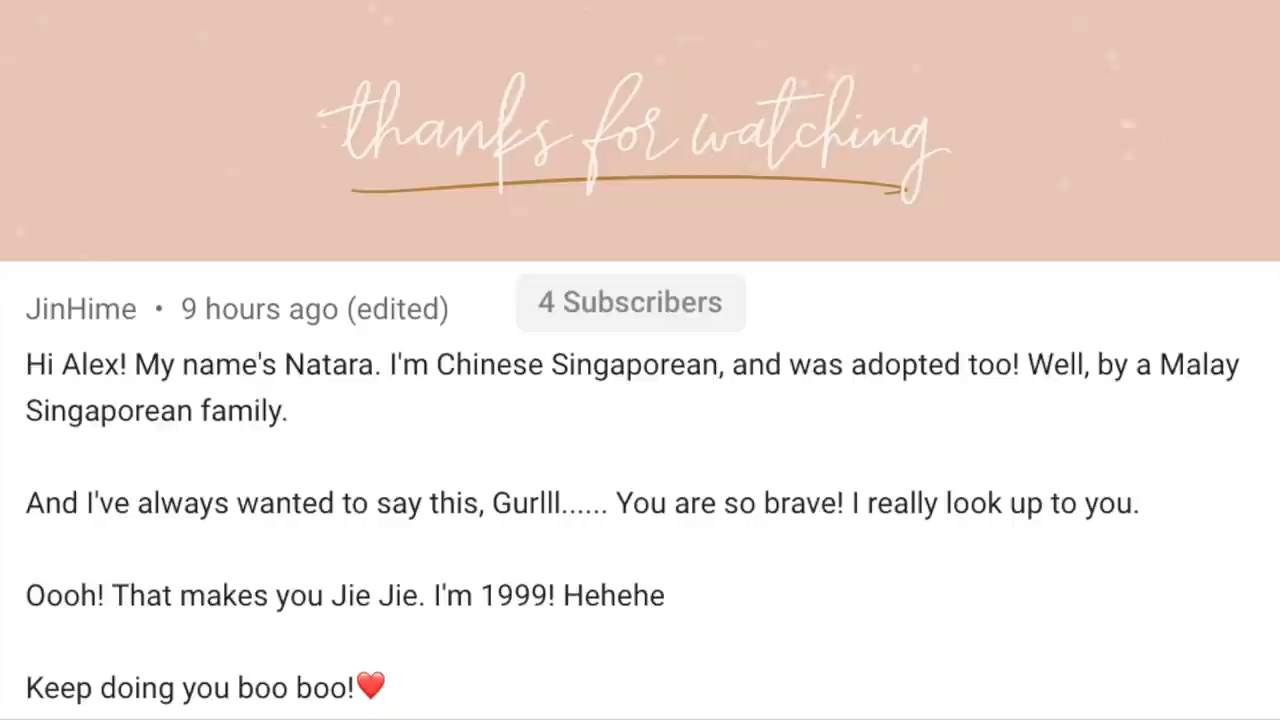 thanks for watching
JinHime • 9 hours ago (edited)
4 Subscribers
Hi Alex! My name's Natara. I'm Chinese Singaporean, and was adopted too! Well, by a Malay
Singaporean family.
And I've always wanted to say this, Gurlll...... You are so brave! I really look up to you.
Oooh! That makes you Jie Jie. I'm 1999! Hehehe
Keep doing you boo boo!❤️